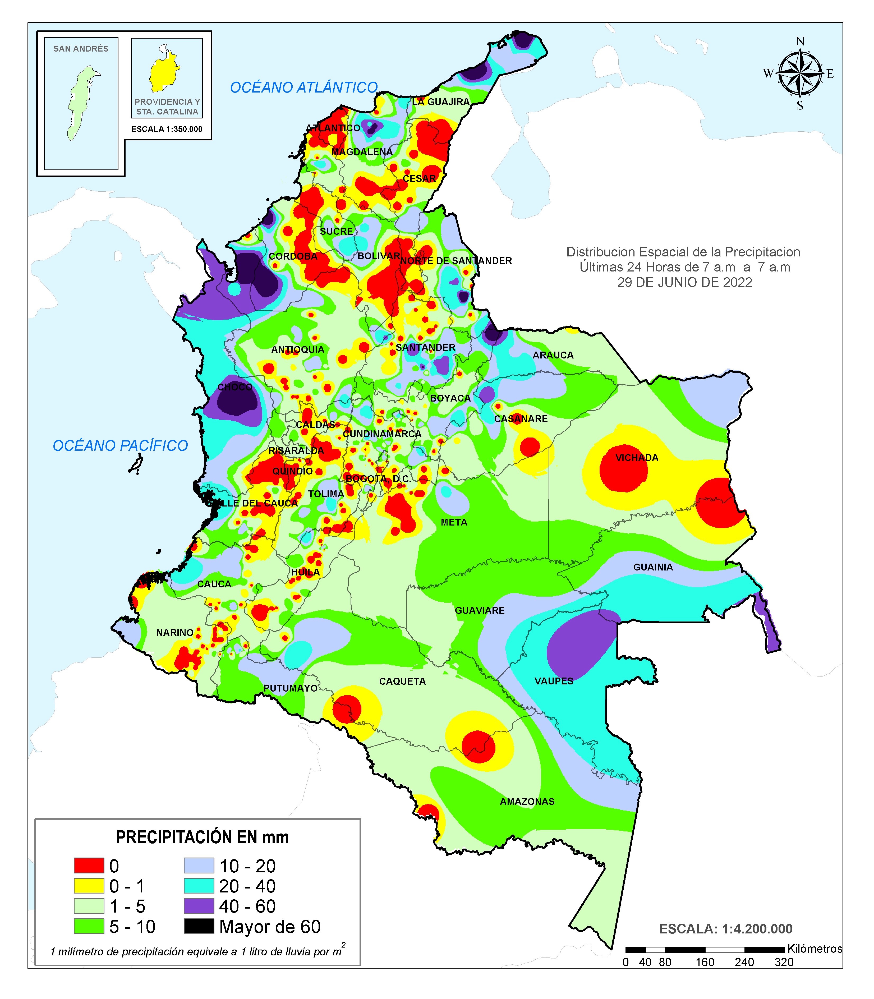 SAN ANDRÉS
PROVIDENCIA Y
STA. CATALINA
ESCALA 1:350.000
N
W
E
S
OCÉANO ATLÁNTICO
LA GUAJIRA
ATLANTICO
MAGDALENA
CESAR
SUCRE
CORDOBA
BOLIVAR
NORTE DE SANTANDER
Distribucion Espacial de la Precipitacion
Últimas 24 Horas de 7 a.m a 7 a.m
29 DE JUNIO DE 2022
ANTIOQUIA
SANTANDER
ARAUCA
CHOCO
BOYACA
CASANARE
CALDAS
CUNDINAMARCA
OCÉANO PACÍFICO
RISARALDA
VICHADA
QUINDIO
BOGOTA, D.C.
TOLIMA
LLE DEL CAUCA
META
GUAINIA
HUILA
CAUCA
GUAVIARE
NARINO
CAQUETA
VAUPES
PUTUMAYO
AMAZONAS
PRECIPITACIÓN EN mm
0
0 - 1
1 - 5
5 - 10
10 - 20
20 - 40
40 - 60
Mayor de 60
1 milímetro de precipitación equivale a 1 litro de lluvia por m2
ESCALA: 1:4.200.000
Kilómetros
0 40 80 160 240 320